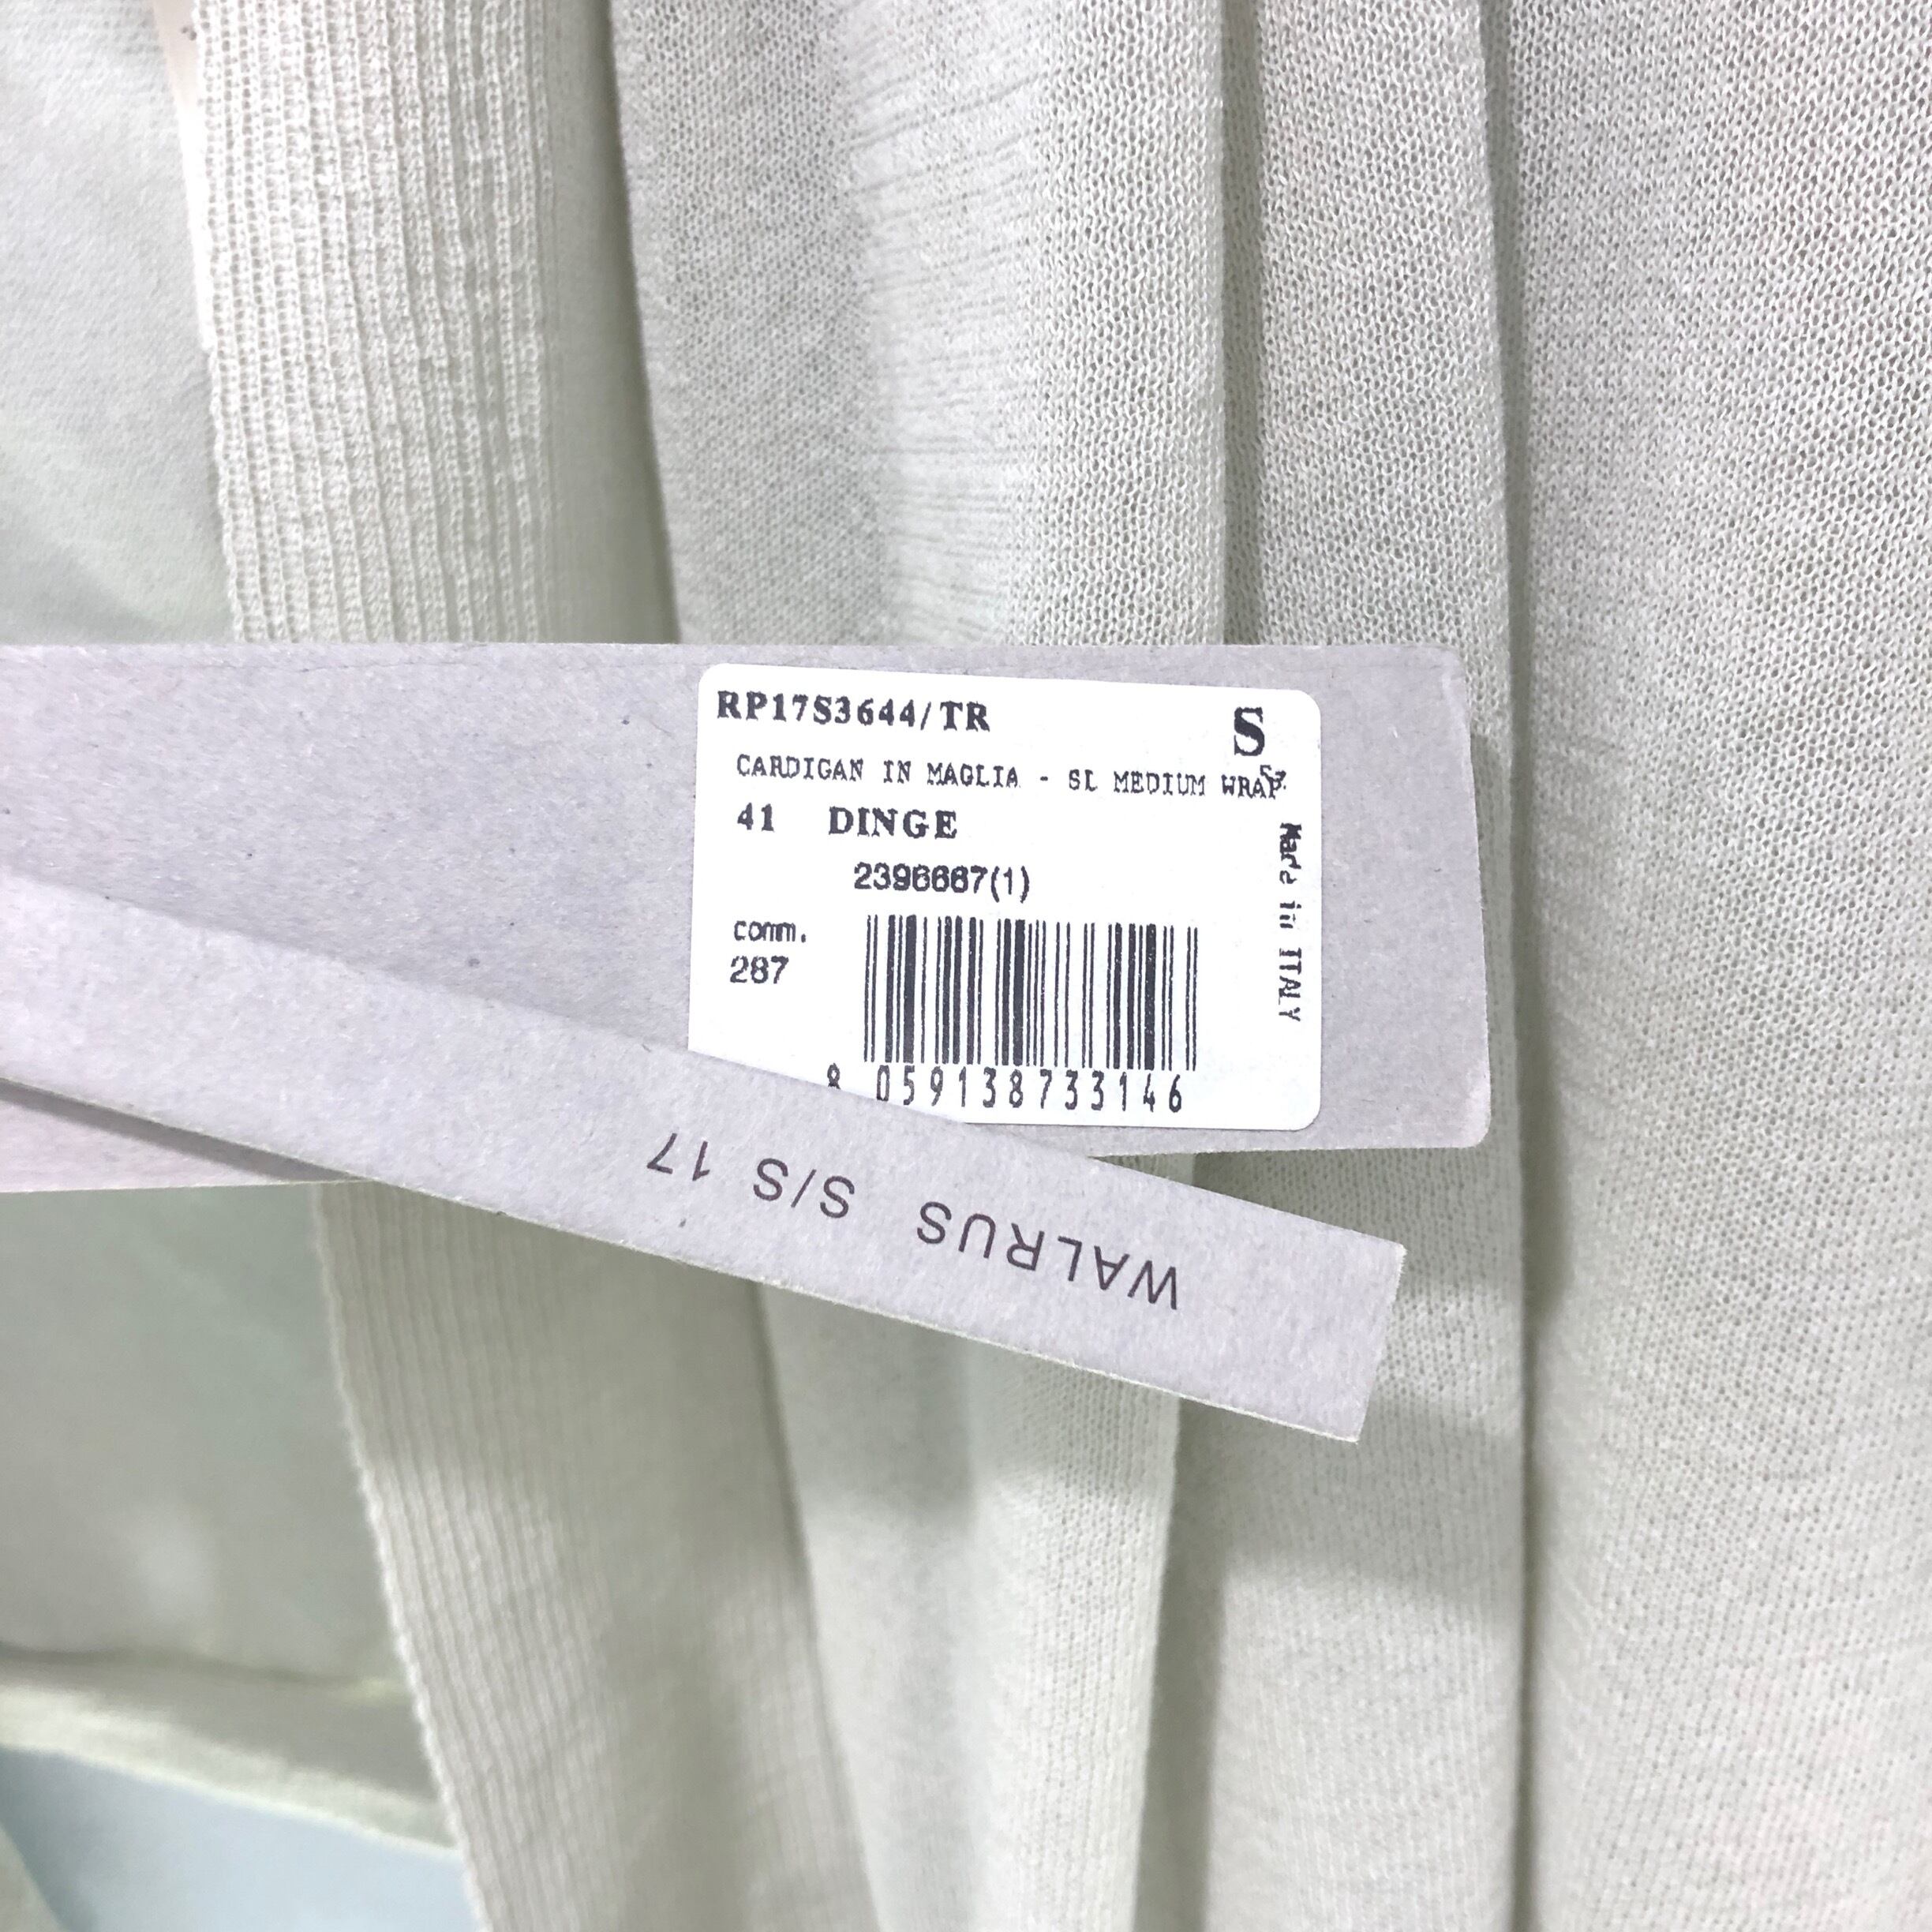 RP17S3644/TR S
CARDIGAN IN MAGLIA - SL MEDIUM WRAP
41 DINGE
2396667(1)
comm.
287
Made in ITALY
8 059138733146
WALRUS S/S 17